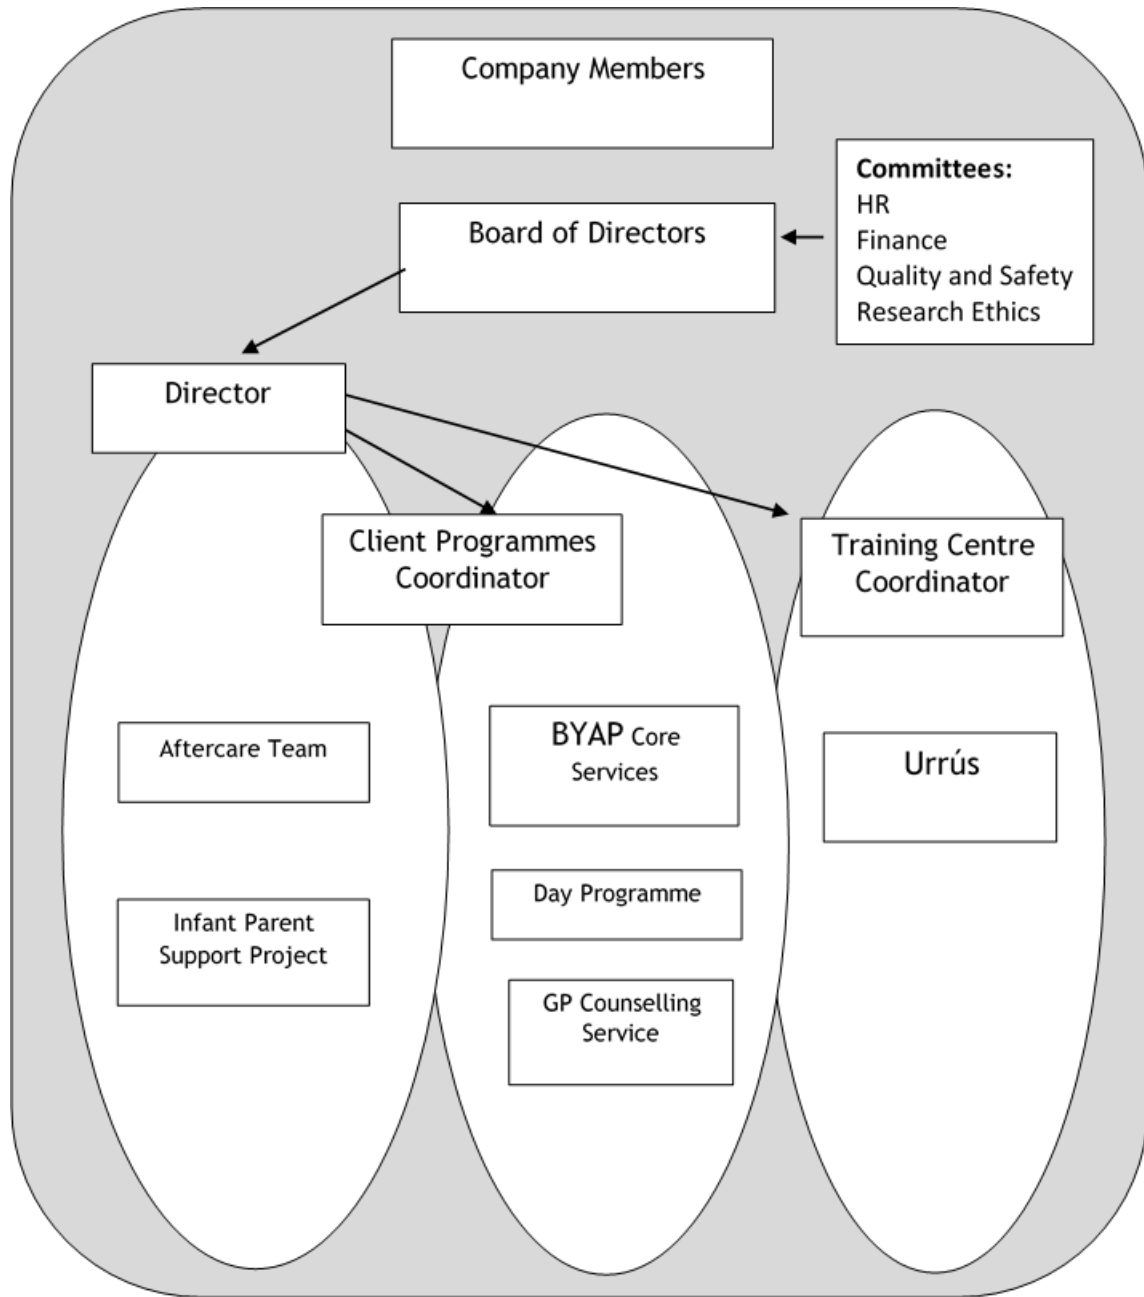 Company Members
Committees:
HR
Finance
Quality and Safety
Research Ethics
Board of Directors
Director
Client Programmes
Coordinator
Training Centre
Coordinator
Aftercare Team
Infant Parent
Support Project
BYAP Core
Services
Day Programme
GP Counselling
Service
Urrús